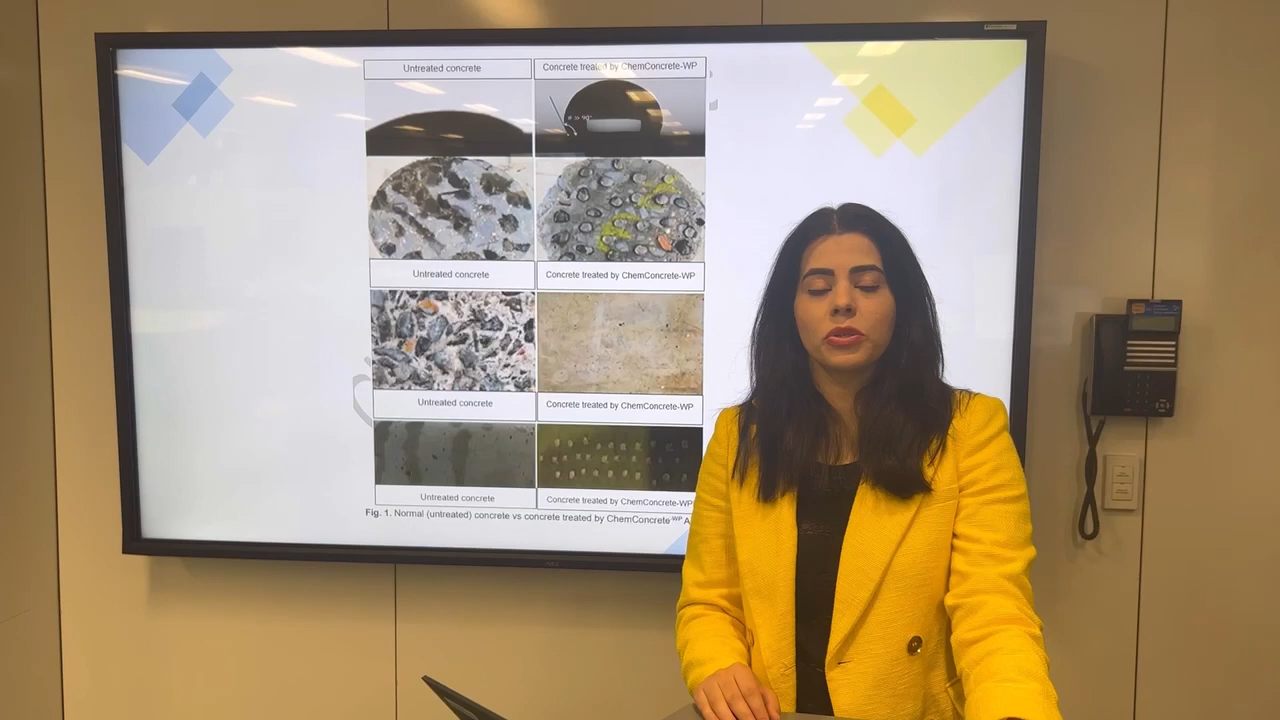 Untreated concrete
Concrete treated by ChemConcrete-WP
θ >> 90°
Untreated concrete
Concrete treated by ChemConcrete-WP
Untreated concrete
Concrete treated by ChemConcrete-WP
Untreated concrete
Concrete treated by ChemConcrete-WP
Fig. 1. Normal (untreated) concrete vs concrete treated by ChemConcrete-WP A